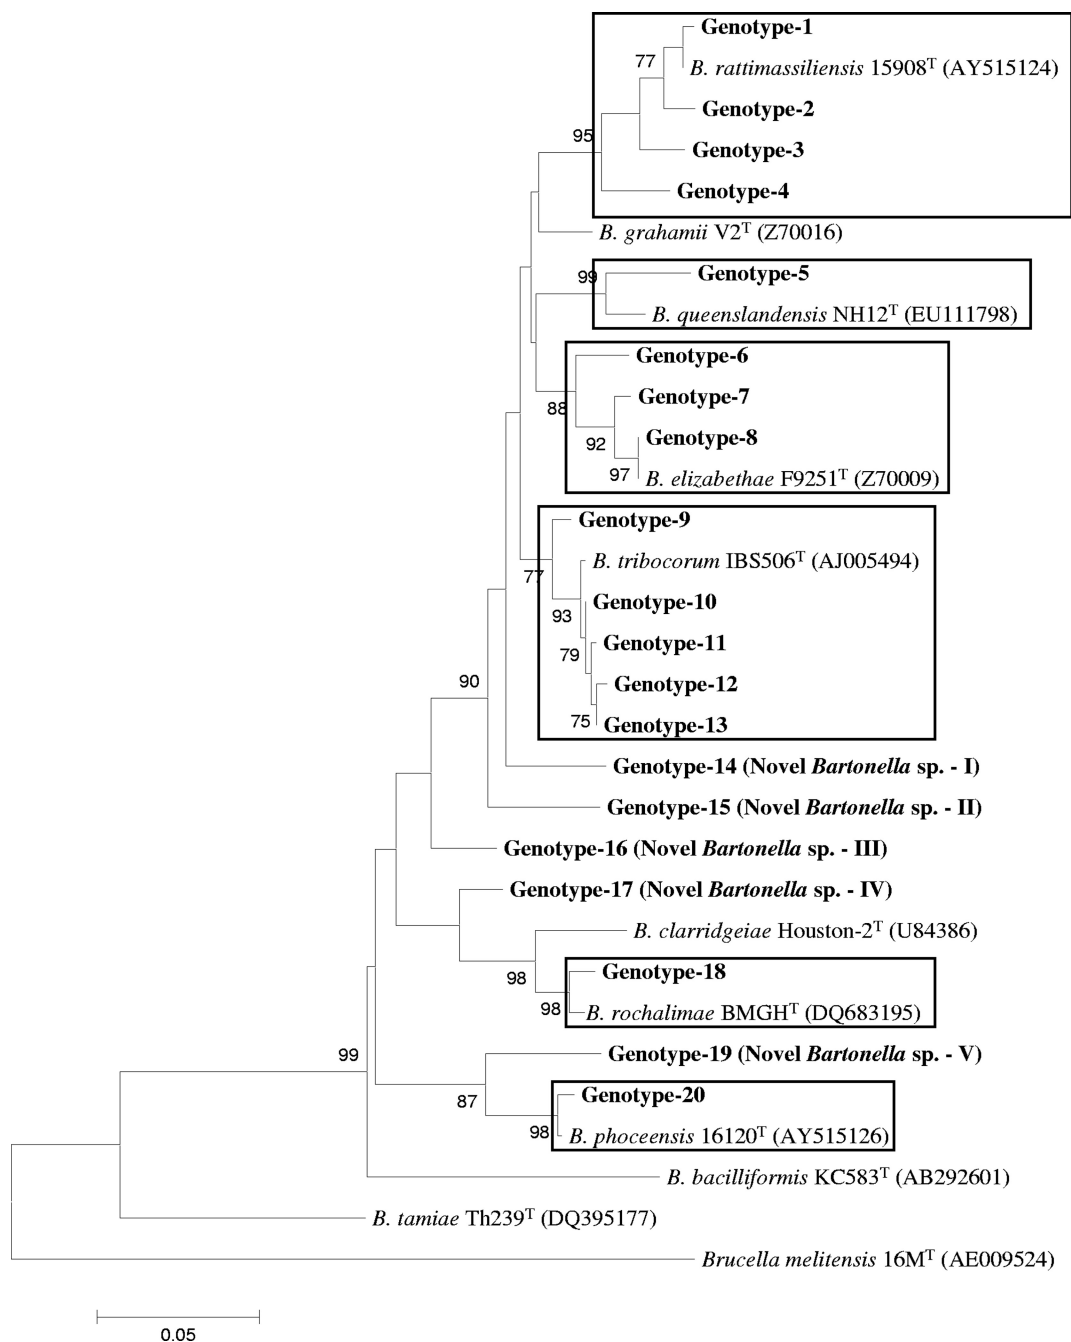 Genotype-1
77
B. rattimassiliensis 15908ᵀ (AY515124)
Genotype-2
95
Genotype-3
Genotype-4
B. grahamii V2ᵀ (Z70016)
99
Genotype-5
B. queenslandensis NH12ᵀ (EU111798)
Genotype-6
Genotype-7
88
Genotype-8
92
97
B. elizabethae F9251ᵀ (Z70009)
Genotype-9
B. tribocorum IBS506ᵀ (AJ005494)
77
Genotype-10
93
Genotype-11
79
Genotype-12
90
75
Genotype-13
Genotype-14 (Novel Bartonella sp. - I)
Genotype-15 (Novel Bartonella sp. - II)
Genotype-16 (Novel Bartonella sp. - III)
Genotype-17 (Novel Bartonella sp. - IV)
B. clarridgeiae Houston-2ᵀ (U84386)
98
Genotype-18
98
B. rochalimae BMGHᵀ (DQ683195)
99
Genotype-19 (Novel Bartonella sp. - V)
87
Genotype-20
98
B. phoceensis 16120ᵀ (AY515126)
B. bacilliformis KC583ᵀ (AB292601)
B. tamiae Th239ᵀ (DQ395177)
Brucella melitensis 16Mᵀ (AE009524)
0.05